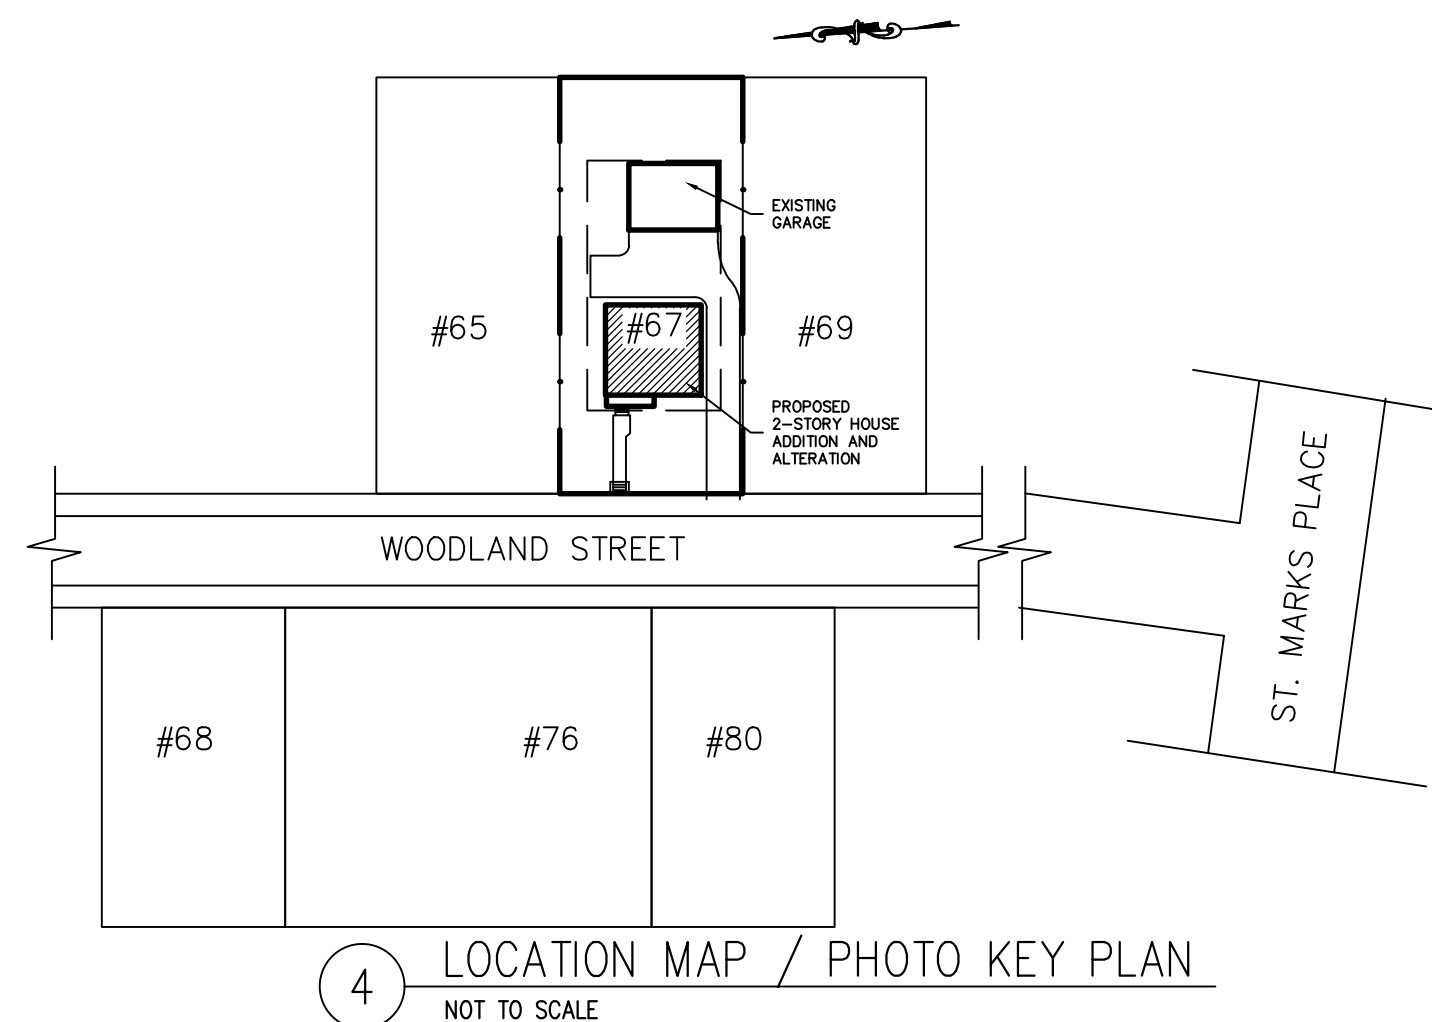 EXISTING
GARAGE
#65
#67
#69
PROPOSED
2-STORY HOUSE
ADDITION AND
ALTERATION
WOODLAND STREET
ST. MARKS PLACE
#68
#76
#80
4
LOCATION MAP / PHOTO KEY PLAN
NOT TO SCALE